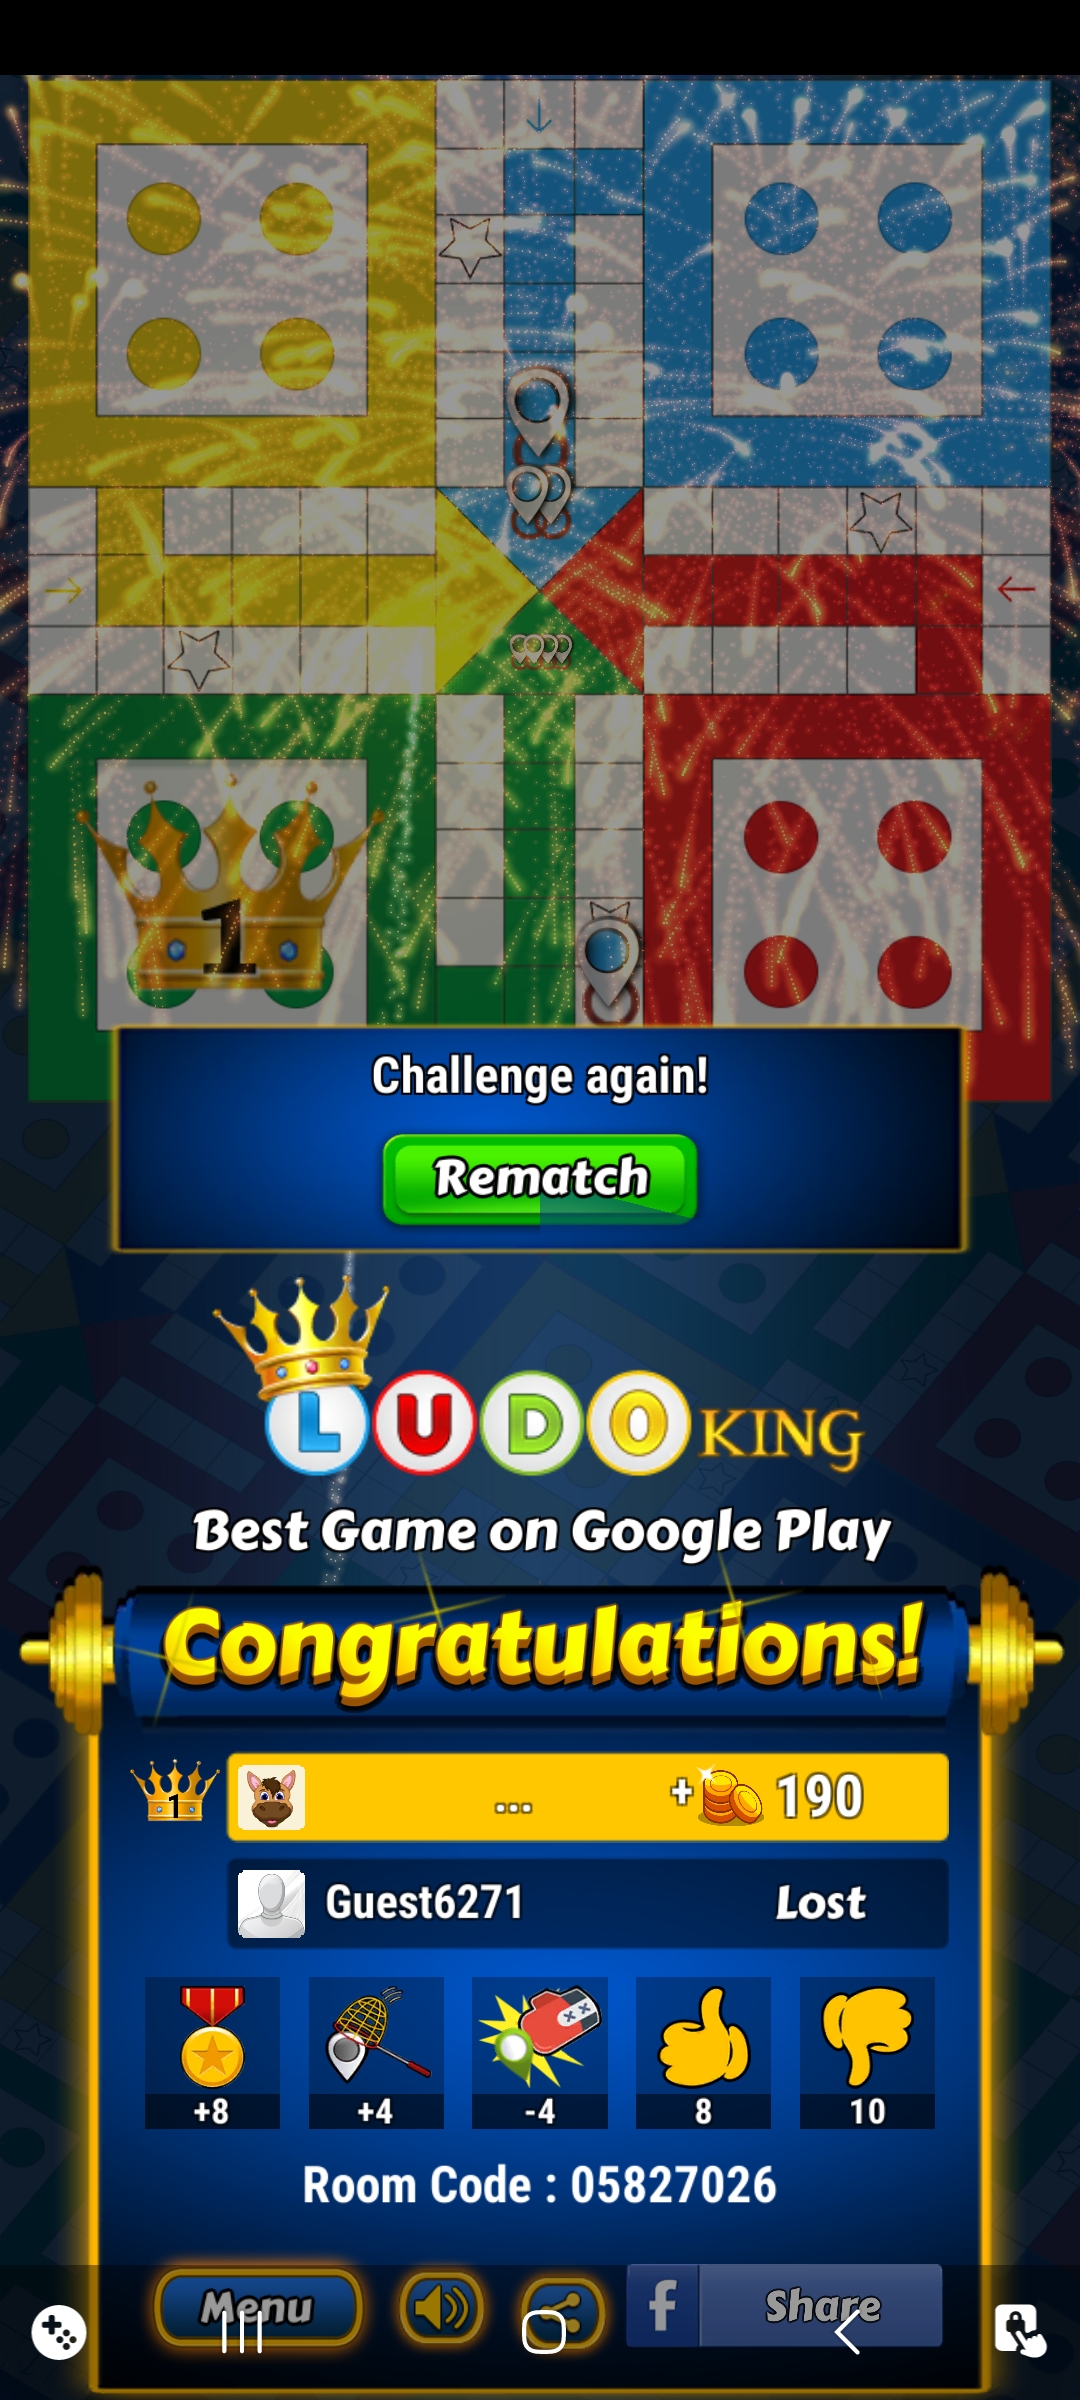 1
Challenge again!
Rematch
LUDO KING
Best Game on Google Play
Congratulations!
1 ... + 190
Guest6271 Lost
+8 +4 -4 8 10
Room Code : 05827026
Menu f Share